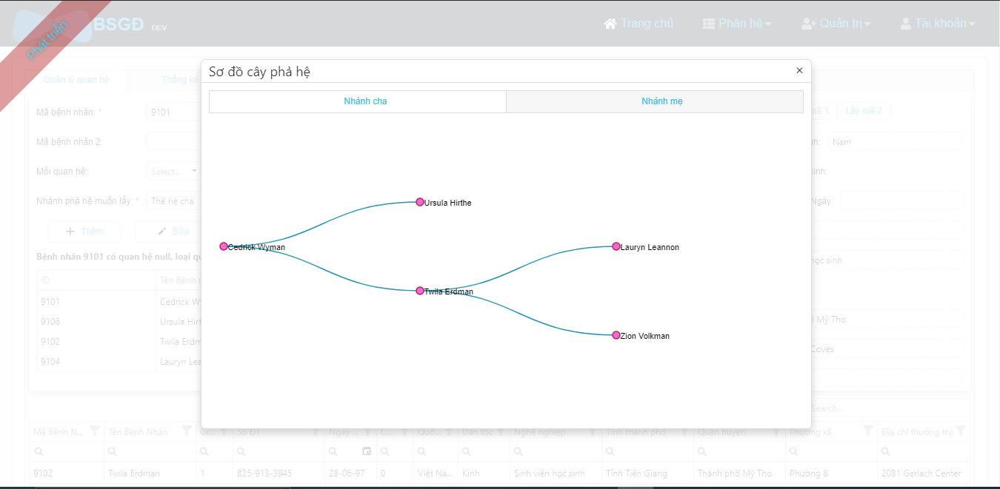 Phát triển
BSGĐ DEV
Trang chủ Phân hệ Quản trị Tài khoản
Sơ đồ cây phả hệ ×
Nhánh cha Nhánh mẹ
Ursula Hirthe
Cedrick Wyman
Lauryn Leannon
Twila Erdman
Zion Volkman
Quản lý quan hệ Thống kê
Mã bệnh nhân: * 9101 mã 1 Lấy mã 2
Mã bệnh nhân 2: Nam
Mối quan hệ: Select... sinh:
Nhánh phả hệ muốn lấy: * Thế hệ cha Ngày:
Thêm Sửa
Bệnh nhân 9101 có quan hệ null, loại
học sinh
ID Tên Bệnh
9101 Cedrick
9106 Ursula
9102 Twila
9104 Lauryn
Mỹ Tho
Coves
Search...
Mã Bệnh N... Tên Bệnh Nhân Gi... Số ĐT Ngày ... C... Quố... Dân tộc Nghề nghiệp Tỉnh thành phố Quận huyện Phường xã Địa chỉ thường trú
9102 Twila Erdman 1 825-913-3945 28-06-97 0 Việt Na... Kinh Sinh viên học sinh Tỉnh Tiền Giang Thành phố Mỹ Tho Phường 8 2081 Gerlach Center